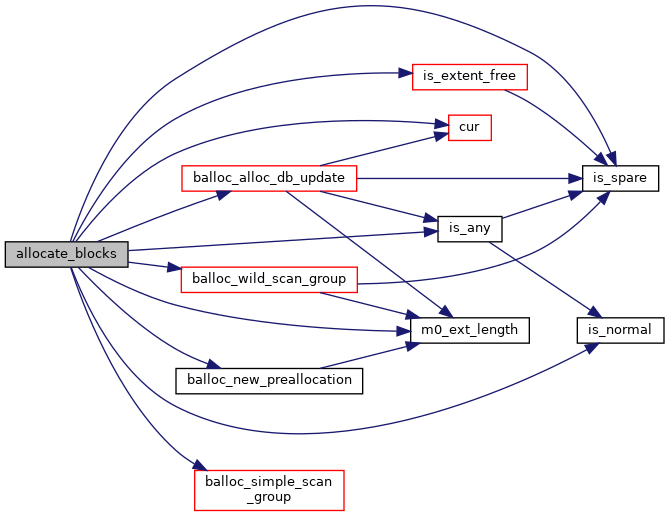 is_extent_free
cur
balloc_alloc_db_update
is_spare
is_any
allocate_blocks
balloc_wild_scan_group
m0_ext_length
is_normal
balloc_new_preallocation
balloc_simple_scan
_group